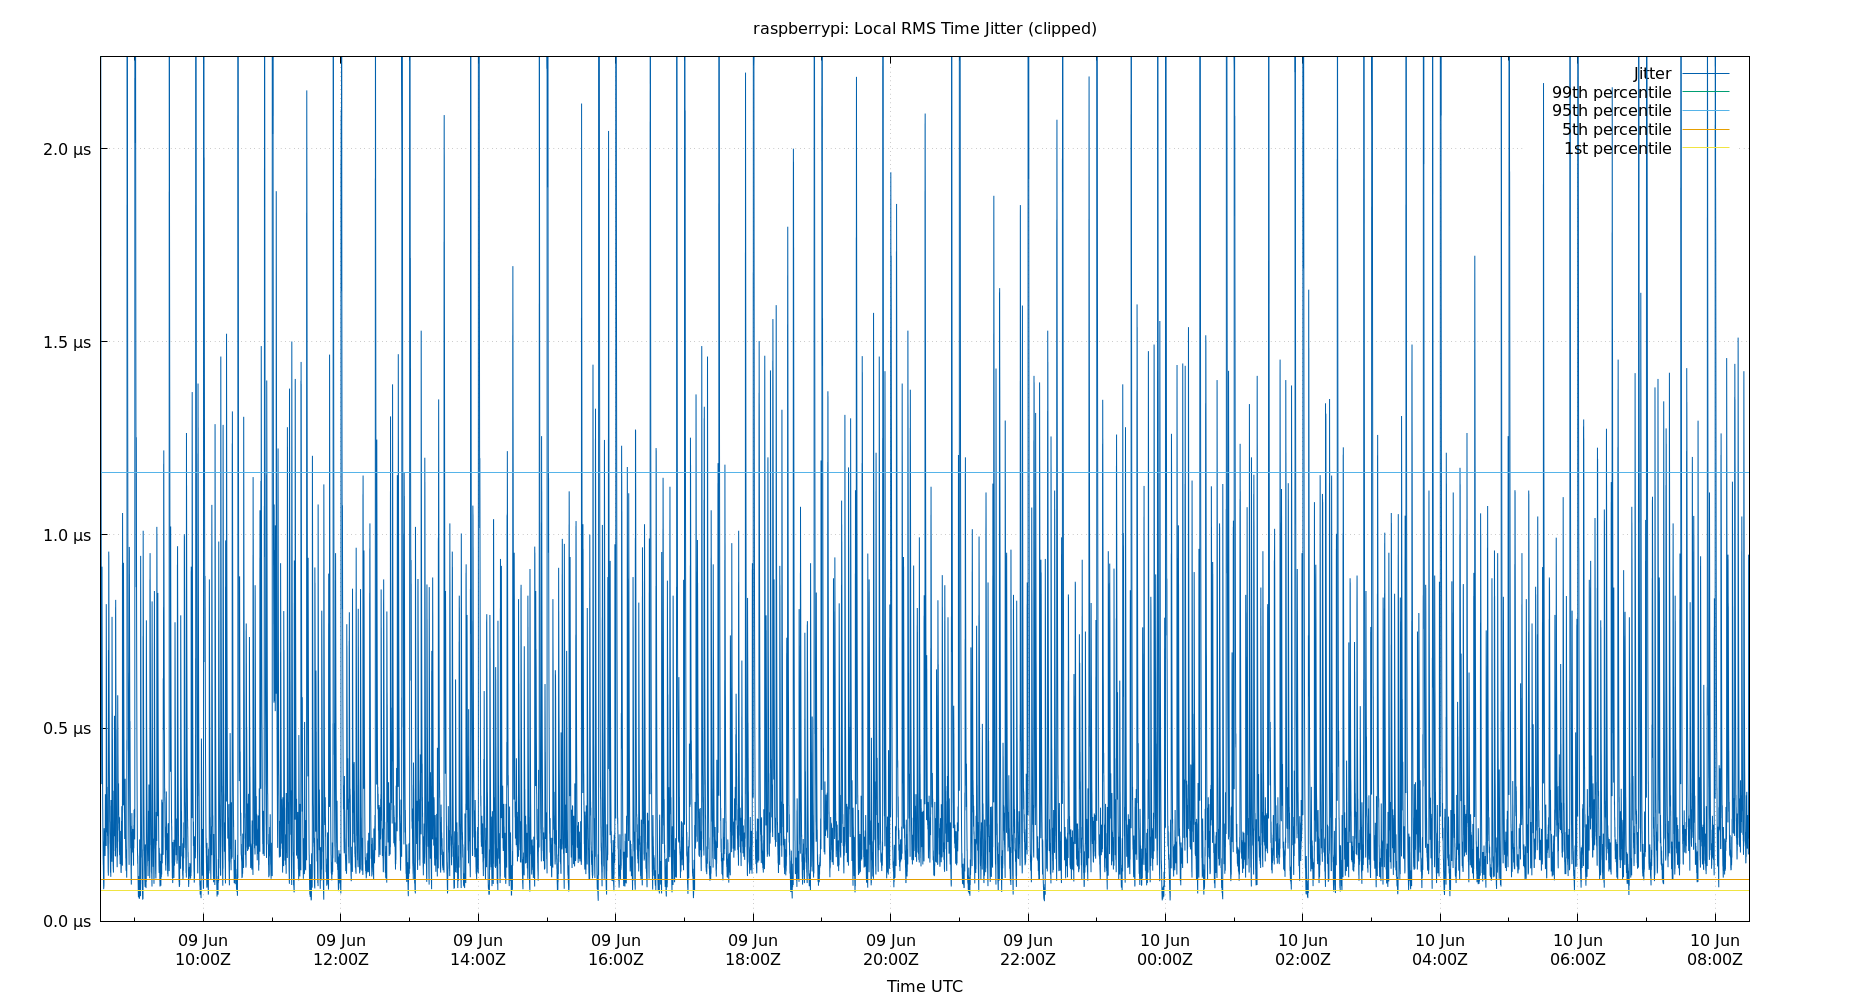 raspberrypi: Local RMS Time Jitter (clipped)
Jitter
99th percentile
95th percentile
5th percentile
1st percentile
2.0 µs
1.5 µs
1.0 µs
0.5 µs
0.0 µs
09 Jun 09 Jun 09 Jun 09 Jun 09 Jun 09 Jun 09 Jun 10 Jun 10 Jun 10 Jun 10 Jun 10 Jun
10:00Z 12:00Z 14:00Z 16:00Z 18:00Z 20:00Z 22:00Z 00:00Z 02:00Z 04:00Z 06:00Z 08:00Z
Time UTC